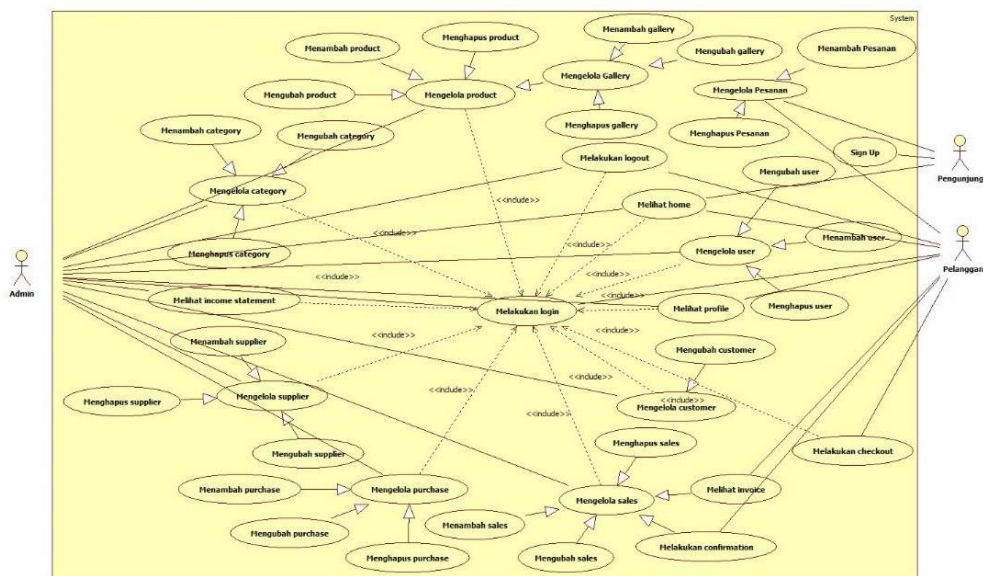 System
Menambah product
Menghapus product
Menambah gallery
Mengubah gallery
Menambah Pesanan
Mengubah product
Mengelola product
Mengelola Gallery
Mengelola Pesanan
Menambah category
Mengubah category
Menghapus gallery
Menghapus Pesanan
Sign Up
Pengunjung
Melakukan logout
Mengubah user
Mengelola category
Melihat home
<<include>>
<<include>>
<<include>>
Menghapus category
Mengelola user
Menambah user
Admin
Pelanggan
<<include>>
<<include>>
<<include>>
Melihat income statement
Melakukan login
Melihat profile
Menghapus user
<<include>>
<<include>>
Menambah supplier
Mengubah customer
Menghapus supplier
Mengelola supplier
<<include>>
<<include>>
<<include>>
<<include>>
Mengelola customer
Mengubah supplier
Menghapus sales
Melakukan checkout
Menambah purchase
Mengelola purchase
Mengelola sales
Melihat invoice
Mengubah purchase
Menambah sales
Menghapus purchase
Mengubah sales
Melakukan confirmation